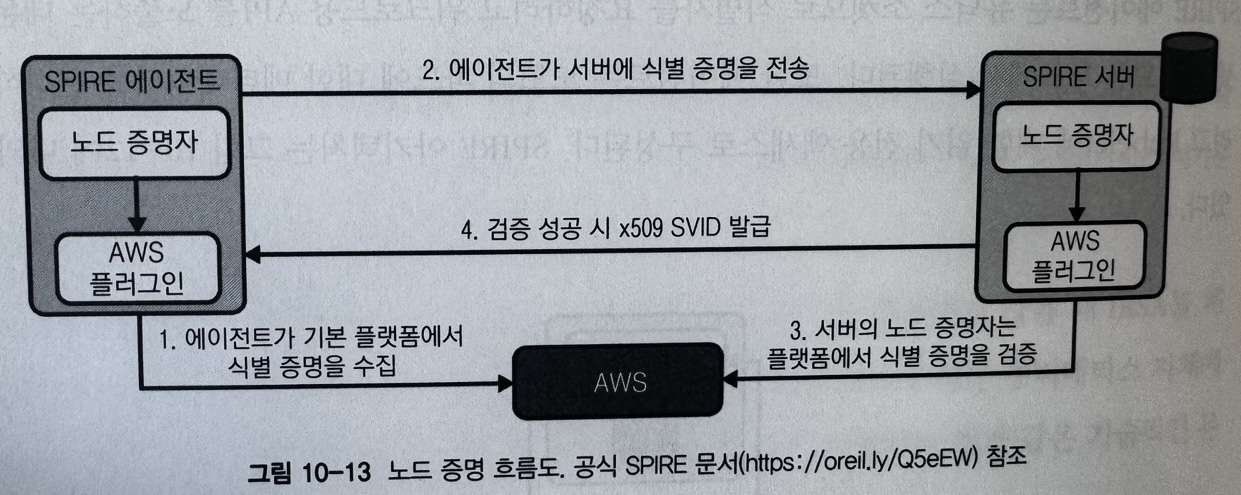 SPIRE 에이전트
노드 증명자
AWS
플러그인
2. 에이전트가 서버에 식별 증명을 전송
SPIRE 서버
노드 증명자
AWS
플러그인
4. 검증 성공 시 x509 SVID 발급
1. 에이전트가 기본 플랫폼에서
식별 증명을 수집
3. 서버의 노드 증명자는
플랫폼에서 식별 증명을 검증
AWS
그림 10-13 노드 증명 흐름도. 공식 SPIRE 문서(https://oreil.ly/Q5eEW) 참조